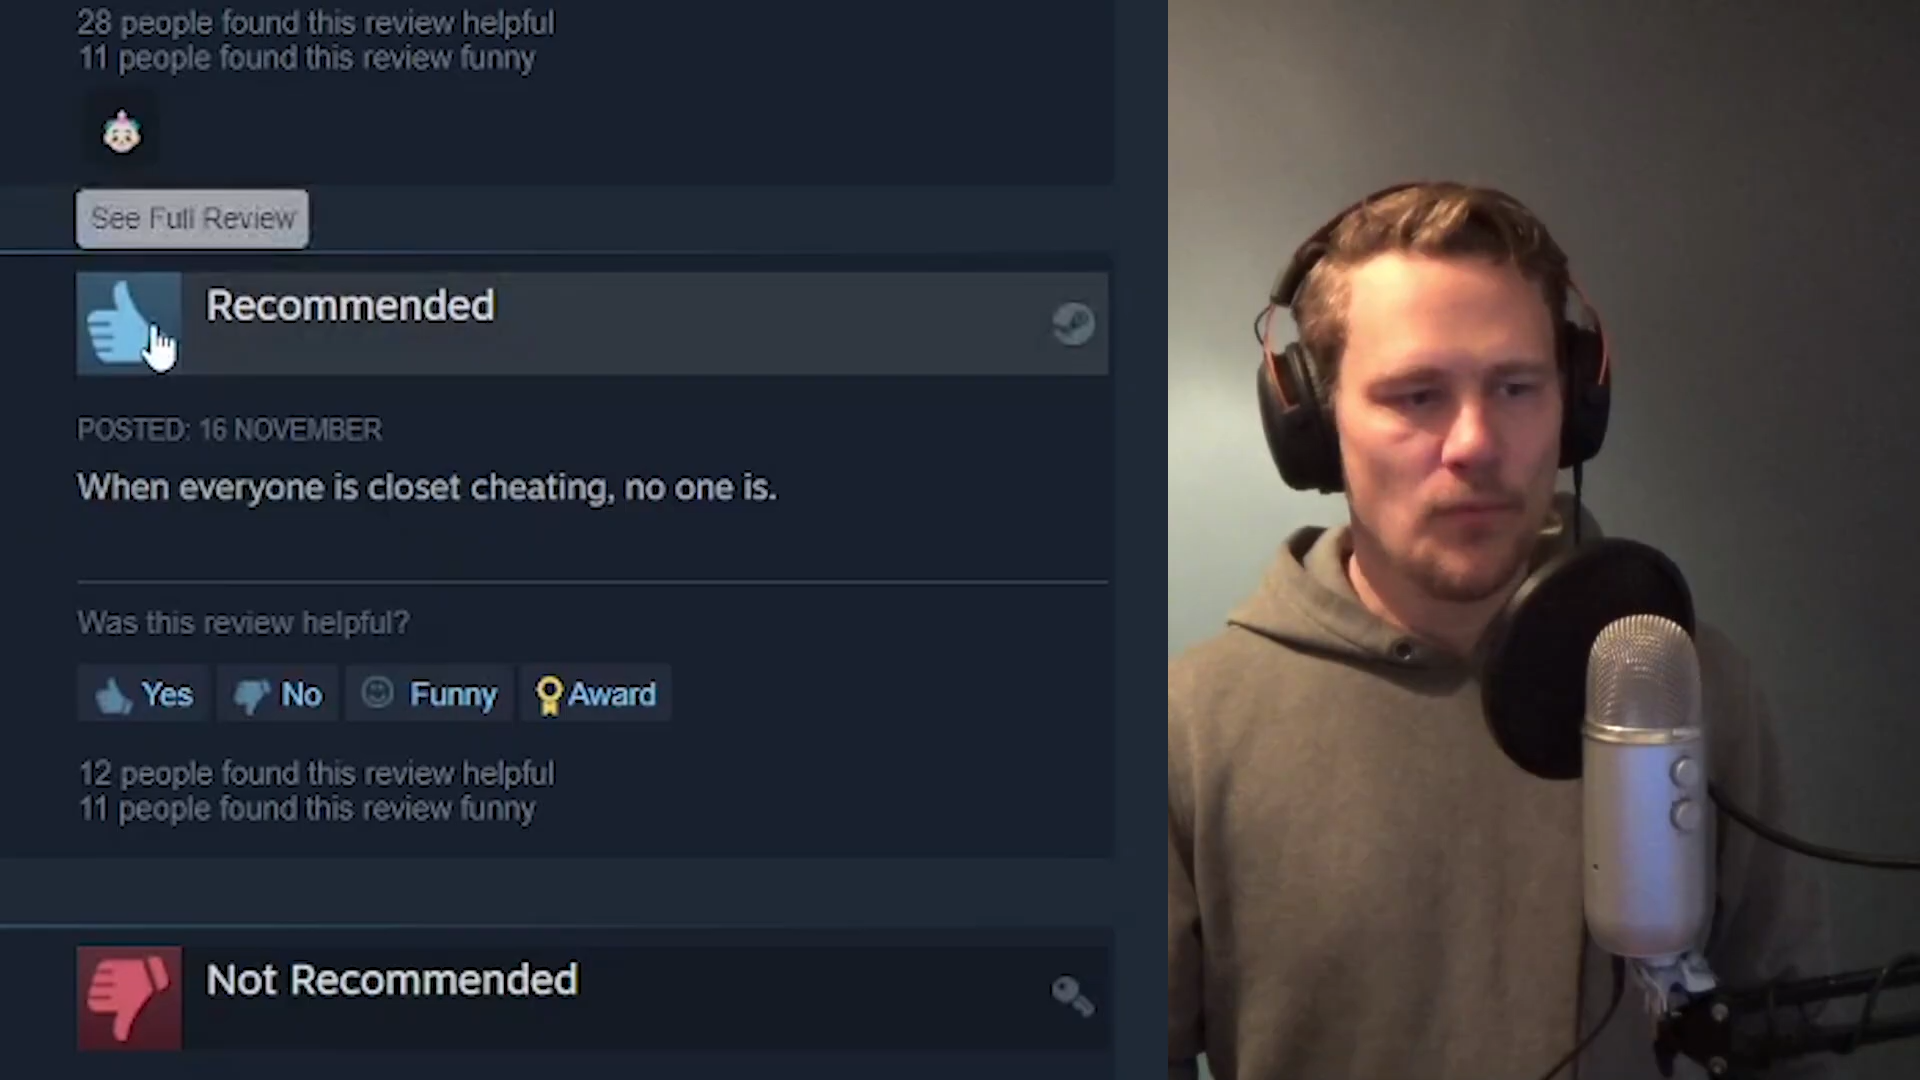 28 people found this review helpful
11 people found this review funny
See Full Review
Recommended
POSTED: 16 NOVEMBER
When everyone is closet cheating, no one is.
Was this review helpful?
Yes No Funny Award
12 people found this review helpful
11 people found this review funny
Not Recommended